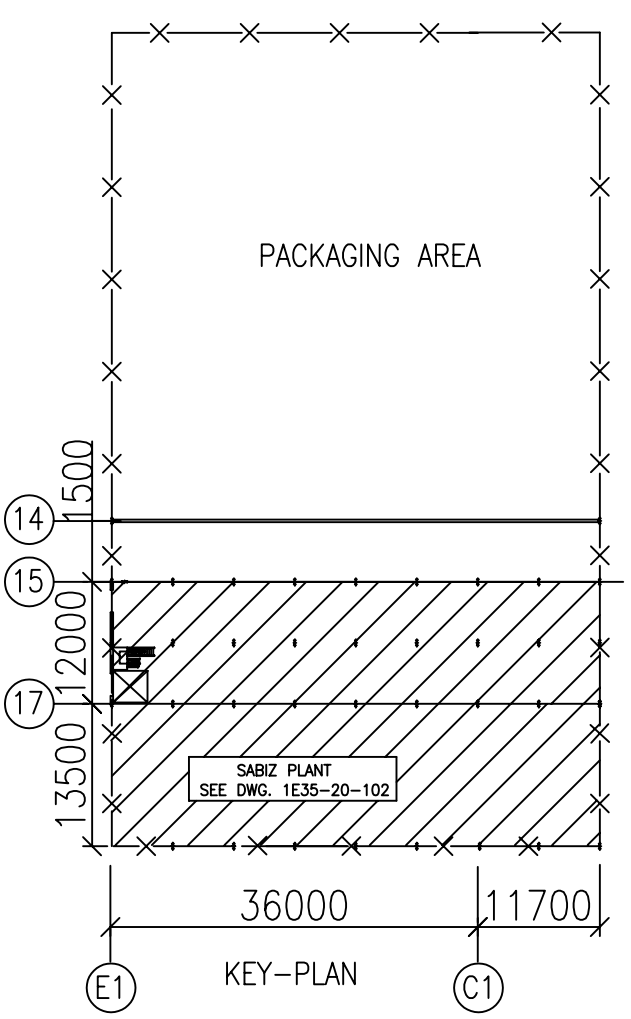 PACKAGING AREA
1500
14
15
12000
17
13500
SABIZ PLANT
SEE DWG. 1E35-20-102
36000
11700
KEY-PLAN
E1
C1